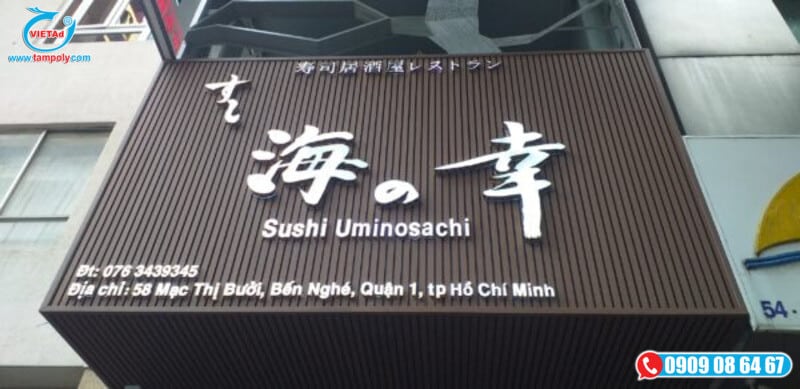 VIETAd
www.tampoly.com
寿司居酒屋レストラン
すし
海の幸
Sushi Uminosachi
Đt: 076 3439345
Địa chỉ: 58 Mạc Thị Bưởi, Bến Nghé, Quận 1, tp Hồ Chí Minh
54 -
0909 08 64 67